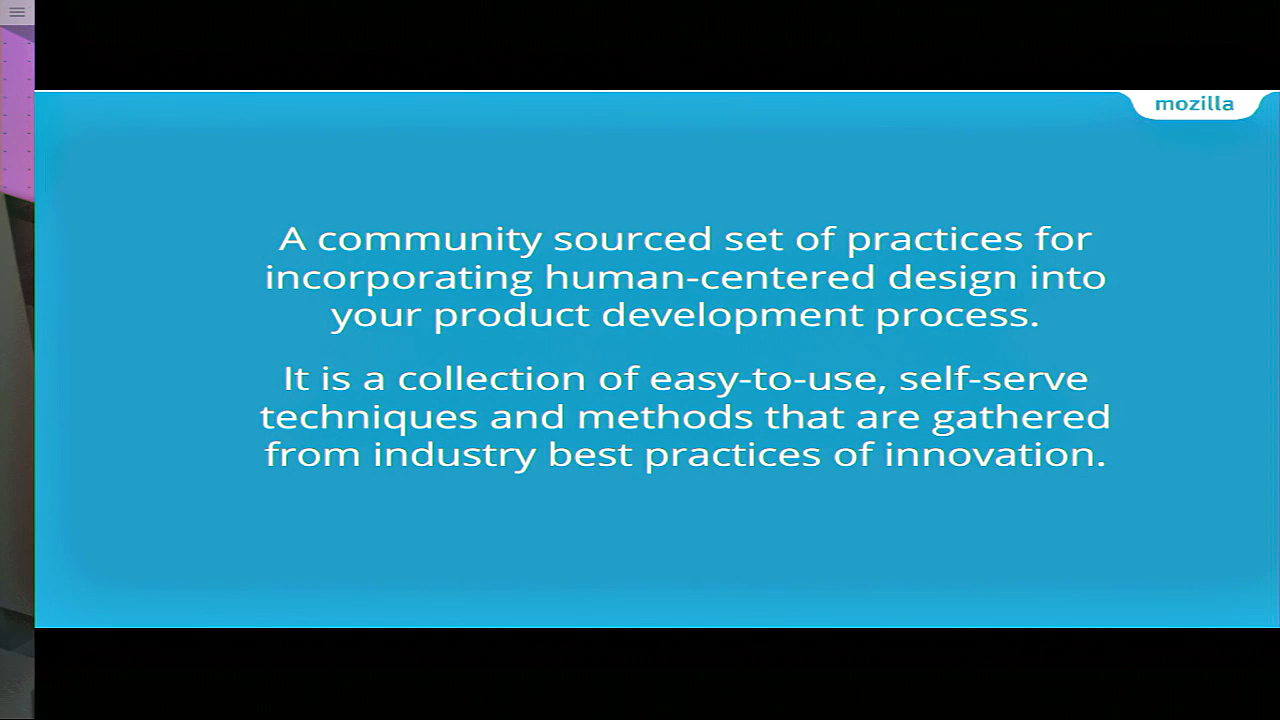 mozilla
A community sourced set of practices for
incorporating human-centered design into
your product development process.
It is a collection of easy-to-use, self-serve
techniques and methods that are gathered
from industry best practices of innovation.